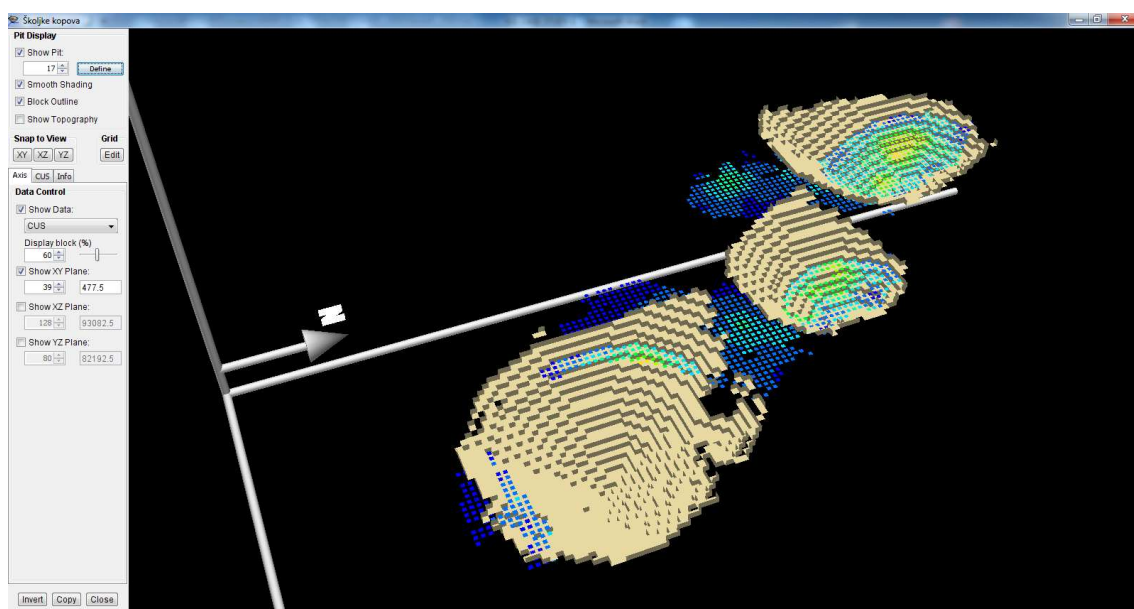 Školjke kopova
Pit Display
Show Pit:
17 Define
Smooth Shading
Block Outline
Show Topography
Snap to View Grid
XY XZ YZ Edit
Axis CUS Info
Data Control
Show Data:
CUS
Display block (%)
60
Show XY Plane:
39 477.5
Show XZ Plane:
128 93082.5
Show YZ Plane:
80 82192.5
Invert Copy Close
N